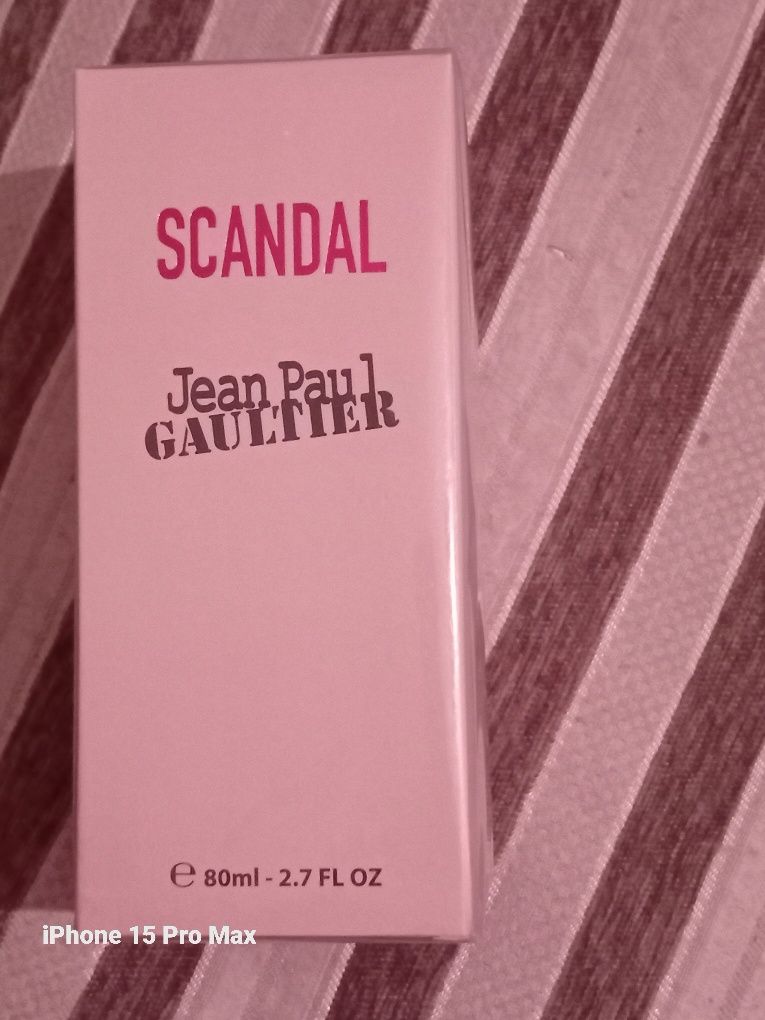 SCANDAL
Jean Paul
GAULTIER
℮ 80ml - 2.7 FL OZ
iPhone 15 Pro Max